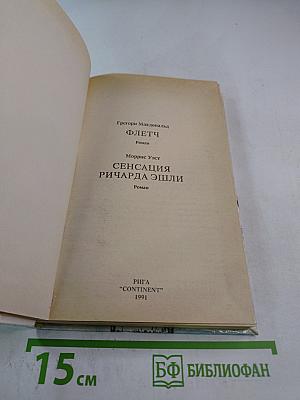 Грегори Макдональд
ФЛЕТЧ
Роман
Моррис Уэст
СЕНСАЦИЯ
РИЧАРДА ЭШЛИ
Роман
РИГА
"CONTINENT"
1991
15 см
БФ БИБЛИОФАН